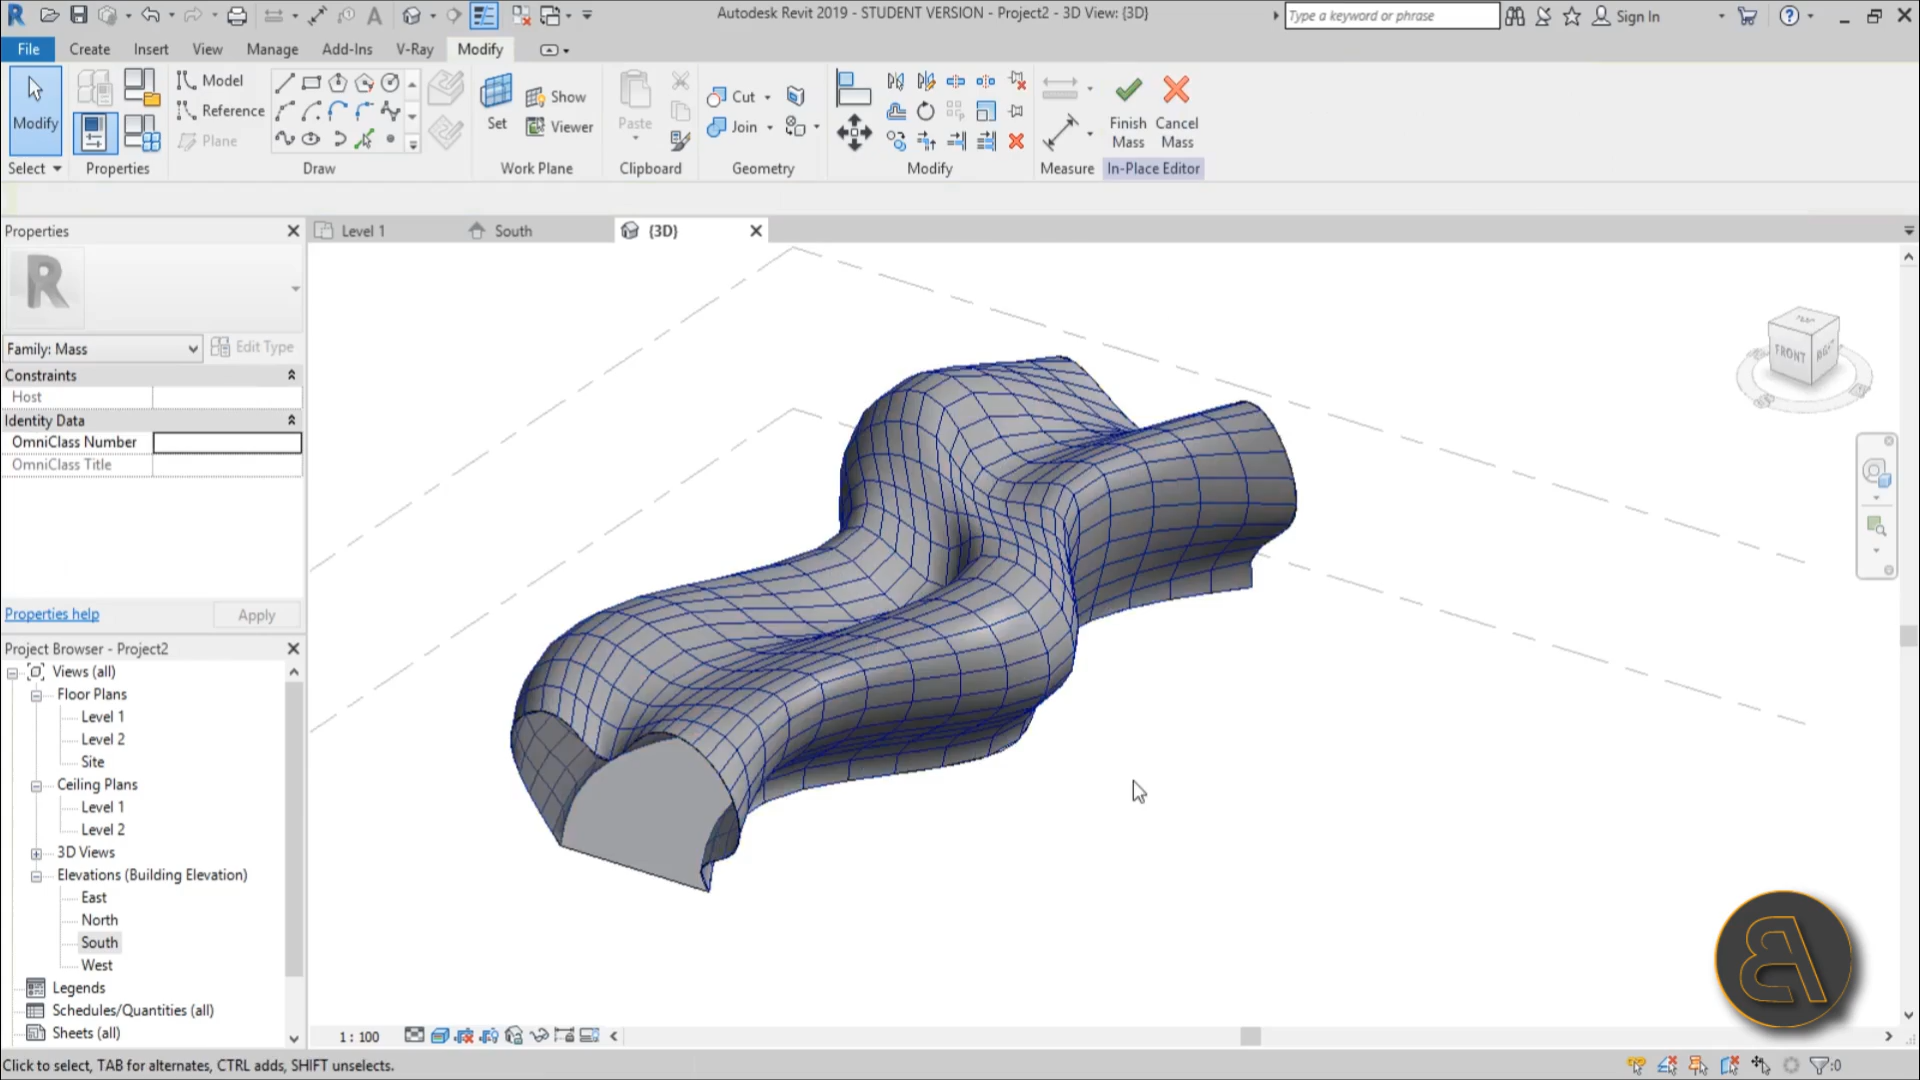 Autodesk Revit 2019 - STUDENT VERSION - Project2 - 3D View: {3D}
Type a keyword or phrase
Sign In
File Create Insert View Manage Add-Ins V-Ray Modify
Modify
Model
Reference
Plane
Set
Show
Viewer
Paste
Cut
Join
Finish Mass
Cancel Mass
Select Properties Draw Work Plane Clipboard Geometry Modify Measure In-Place Editor
Properties
Level 1 South {3D}
R
Family: Mass
Edit Type
Constraints
Host
Identity Data
OmniClass Number
OmniClass Title
Properties help
Apply
Project Browser - Project2
Views (all)
Floor Plans
Level 1
Level 2
Site
Ceiling Plans
Level 1
Level 2
3D Views
Elevations (Building Elevation)
East
North
South
West
Legends
Schedules/Quantities (all)
Sheets (all)
TOP
FRONT
RIGHT
1 : 100
Click to select, TAB for alternates, CTRL adds, SHIFT unselects.
:0